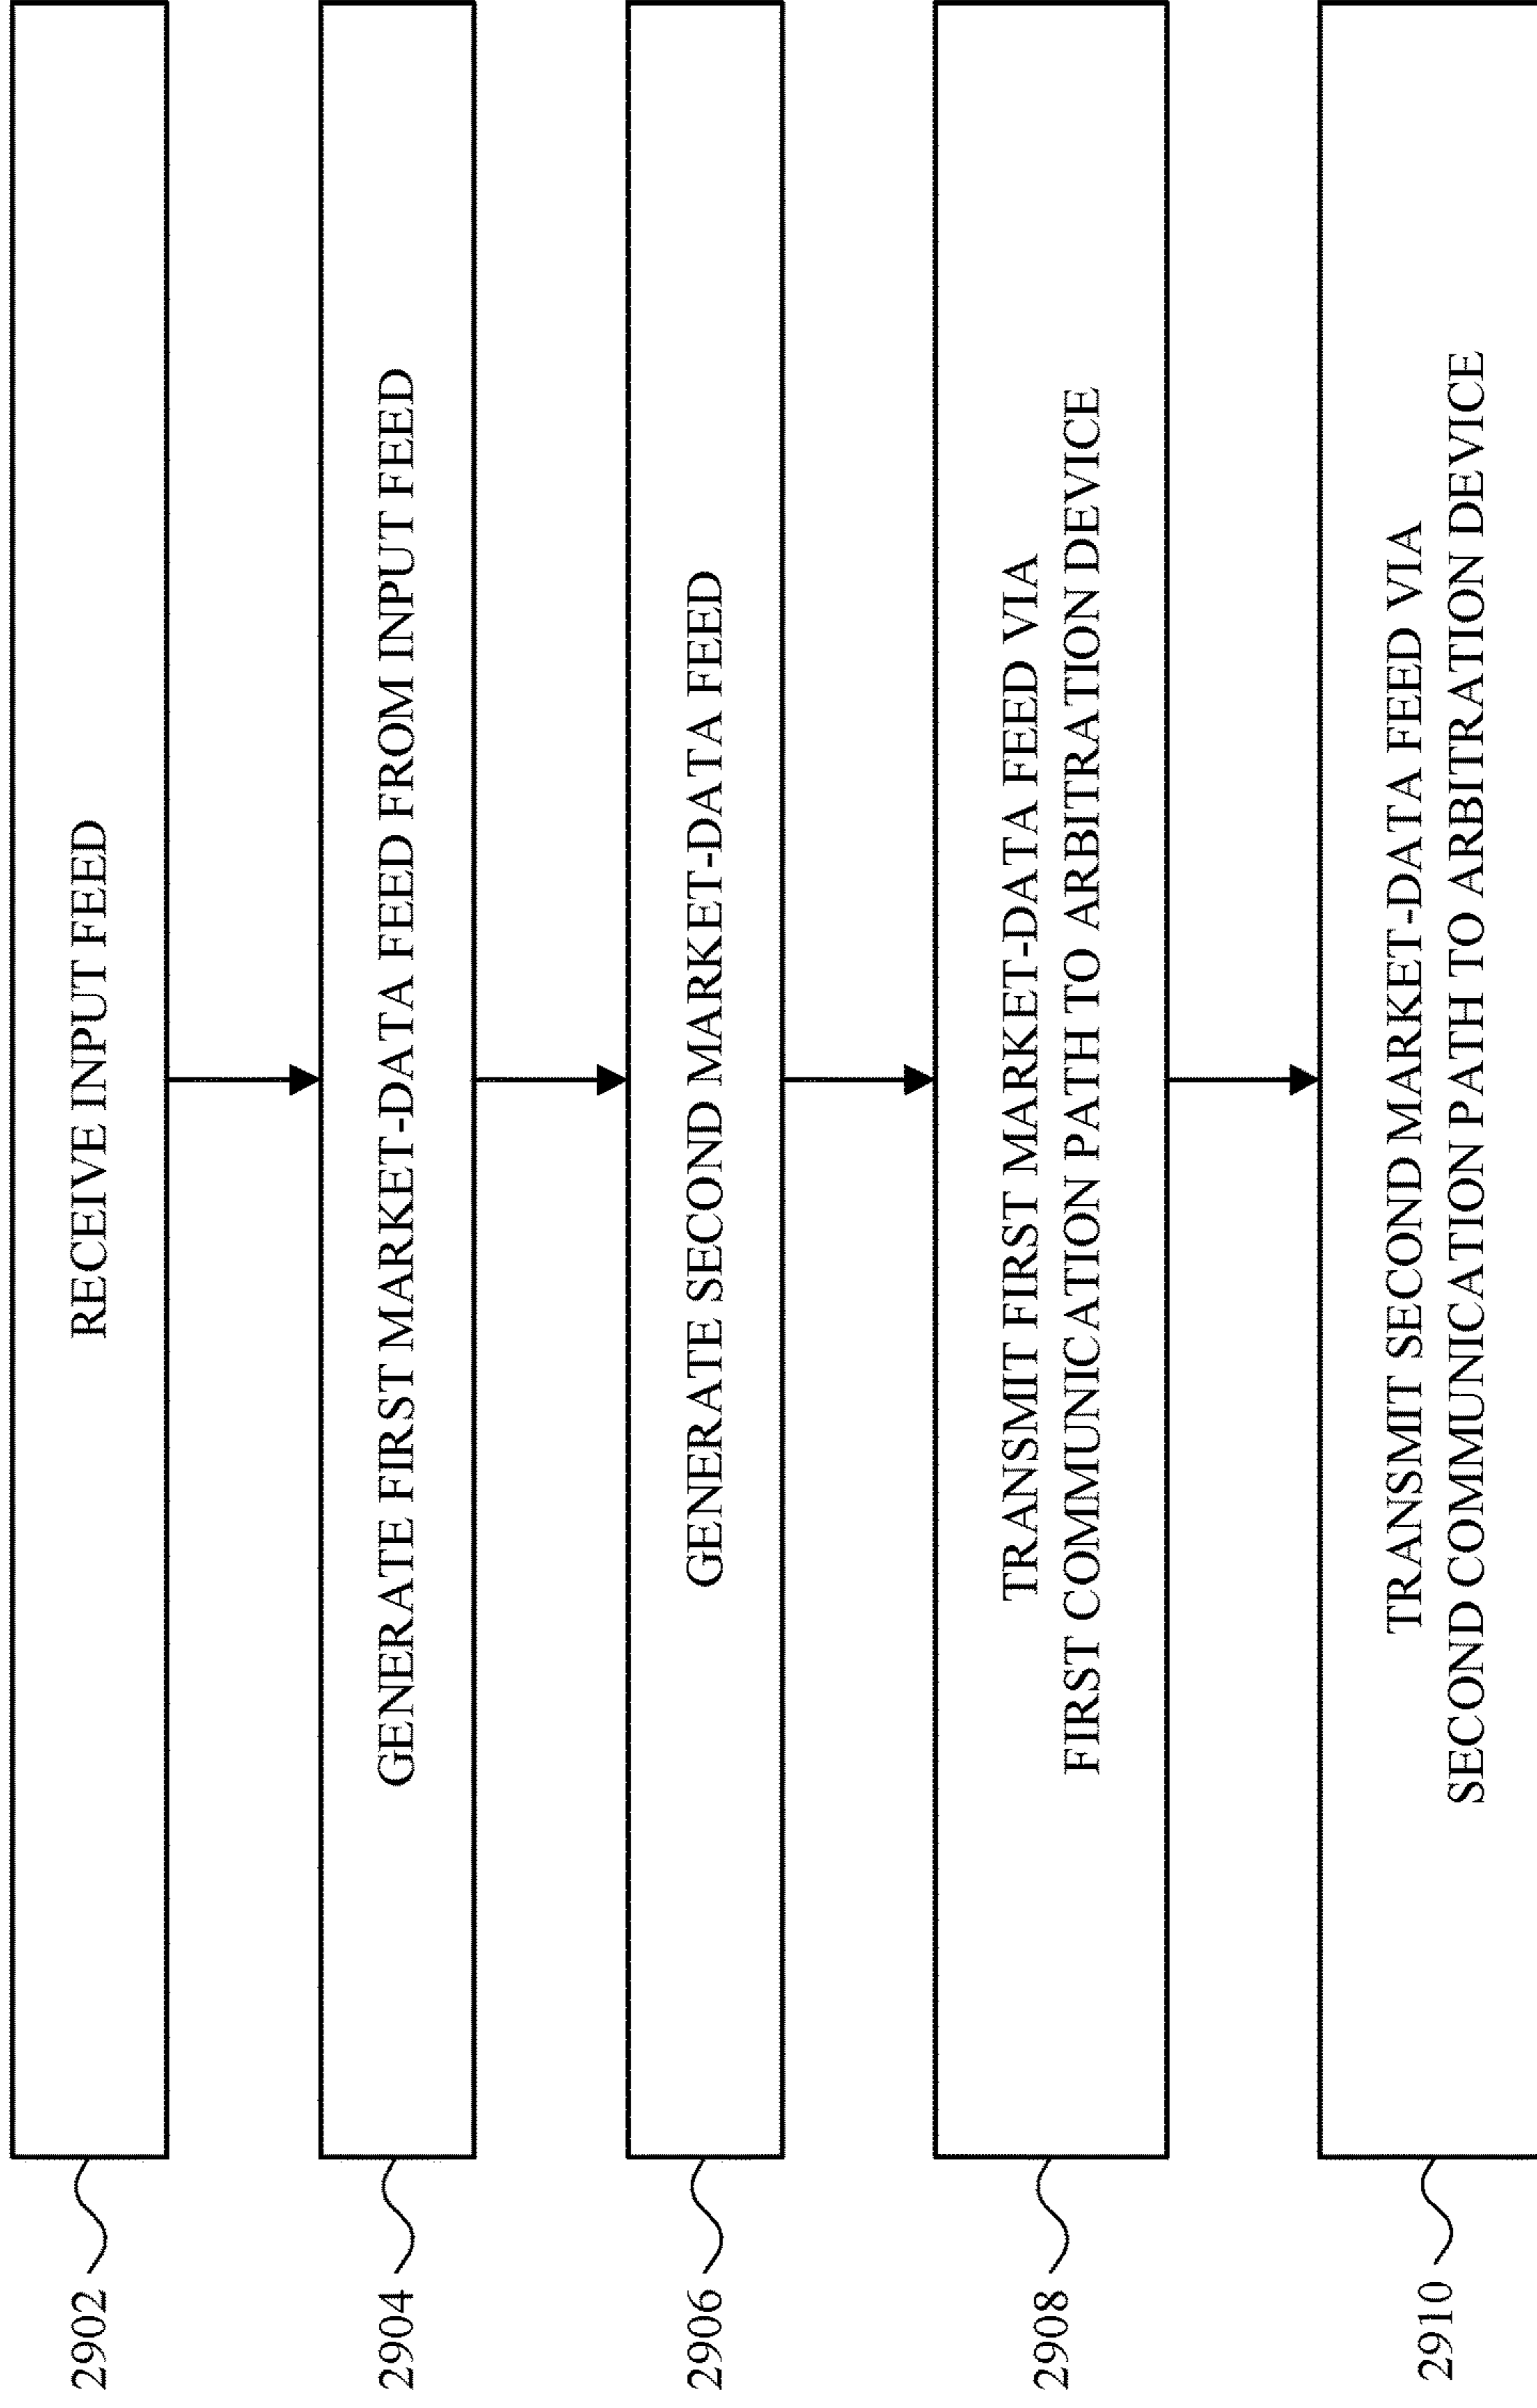 2902
RECEIVE INPUT FEED
2904
GENERATE FIRST MARKET-DATA FEED FROM INPUT FEED
2906
GENERATE SECOND MARKET-DATA FEED
2908
TRANSMIT FIRST MARKET-DATA FEED VIA
FIRST COMMUNICATION PATH TO ARBITRATION DEVICE
2910
TRANSMIT SECOND MARKET-DATA FEED VIA
SECOND COMMUNICATION PATH TO ARBITRATION DEVICE